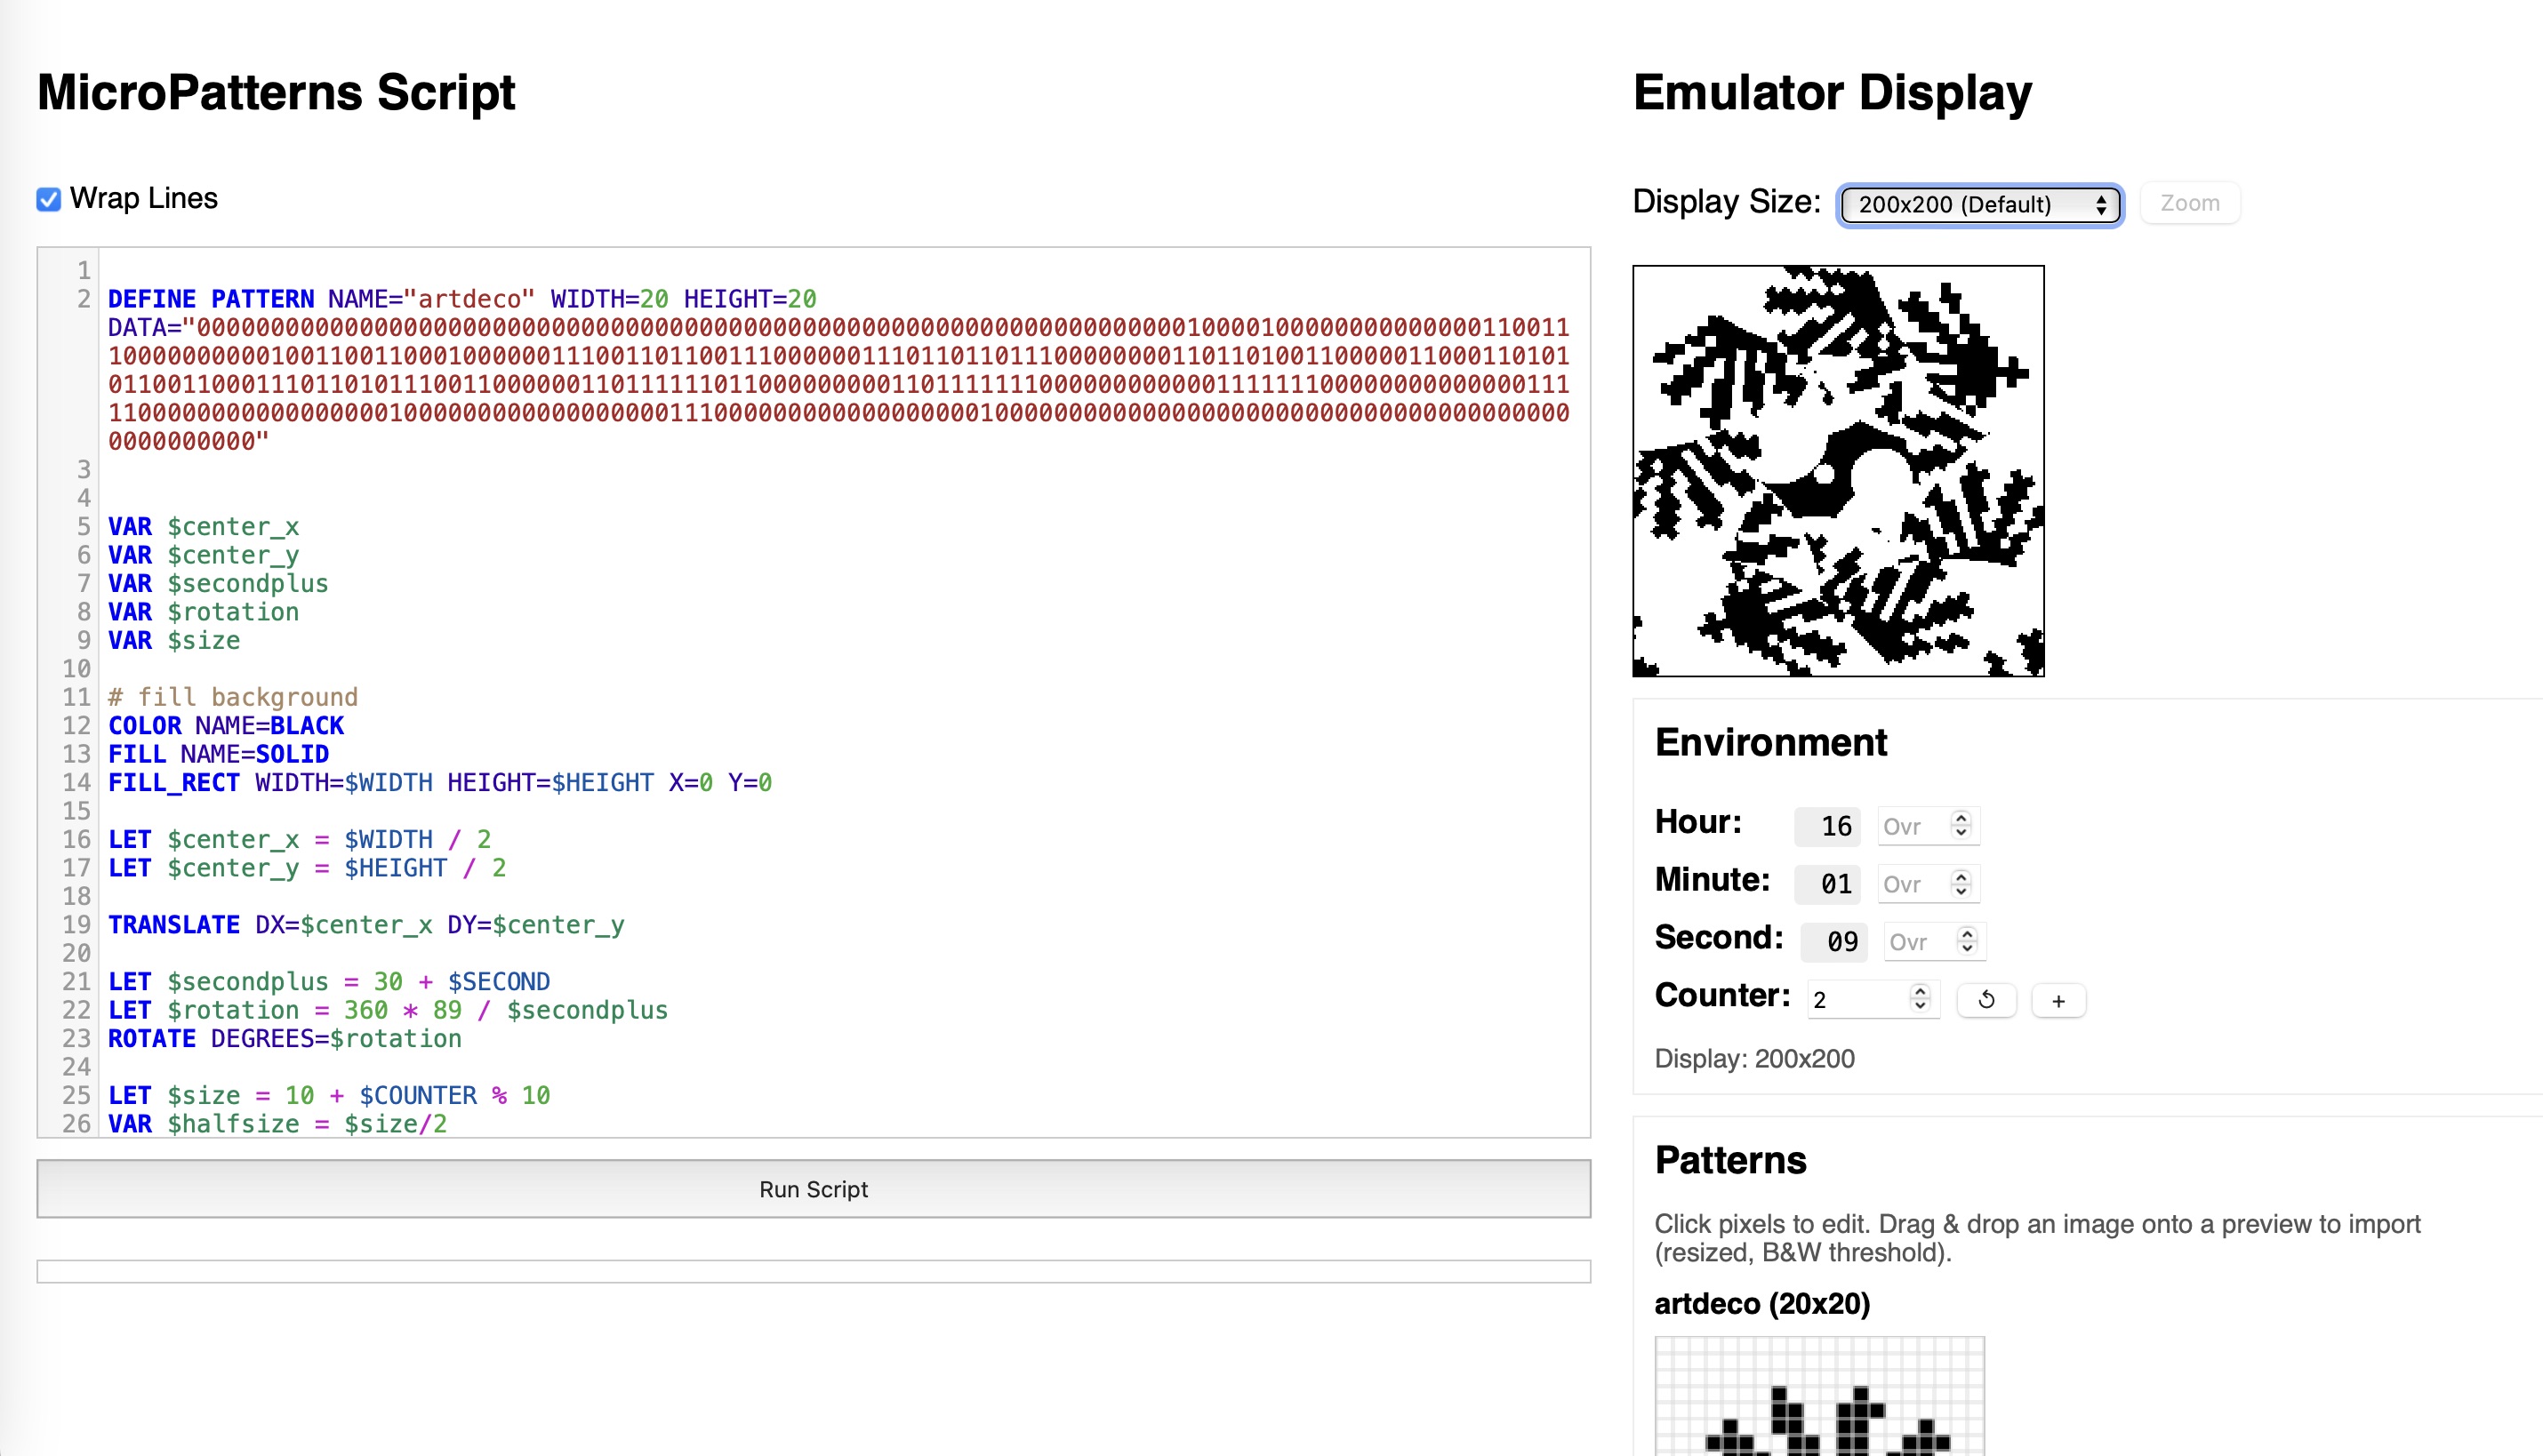 MicroPatterns Script
Wrap Lines
1
2 DEFINE PATTERN NAME="artdeco" WIDTH=20 HEIGHT=20
3
4
5 VAR $center_x
6 VAR $center_y
7 VAR $secondplus
8 VAR $rotation
9 VAR $size
10
11 # fill background
12 COLOR NAME=BLACK
13 FILL NAME=SOLID
14 FILL_RECT WIDTH=$WIDTH HEIGHT=$HEIGHT X=0 Y=0
15
16 LET $center_x = $WIDTH / 2
17 LET $center_y = $HEIGHT / 2
18
19 TRANSLATE DX=$center_x DY=$center_y
20
21 LET $secondplus = 30 + $SECOND
22 LET $rotation = 360 * 89 / $secondplus
23 ROTATE DEGREES=$rotation
24
25 LET $size = 10 + $COUNTER % 10
26 VAR $halfsize = $size/2
Run Script
Emulator Display
Display Size: 200x200 (Default) Zoom
Environment
Hour: 16 Ovr
Minute: 01 Ovr
Second: 09 Ovr
Counter: 2 +
Display: 200x200
Patterns
Click pixels to edit. Drag & drop an image onto a preview to import
(resized, B&W threshold).
artdeco (20x20)